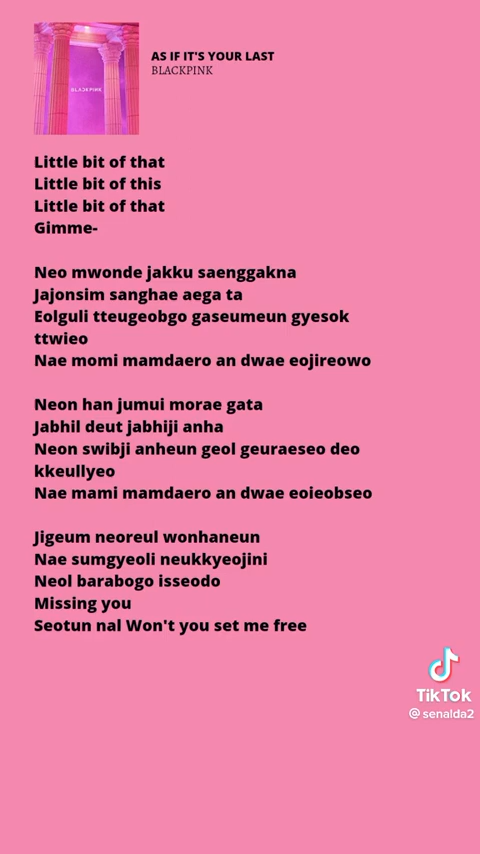 BLACKPINK
AS IF IT'S YOUR LAST
BLACKPINK
Little bit of that
Little bit of this
Little bit of that
Gimme-
Neo mwonde jakku saenggakna
Jajonsim sanghae aega ta
Eolguli tteugeobgo gaseumeun gyesok
ttwieo
Nae momi mamdaero an dwae eojireowo
Neon han jumui morae gata
Jabhil deut jabhiji anha
Neon swibji anheun geol geuraeseo deo
kkeullyeo
Nae mami mamdaero an dwae eoieobseo
Jigeum neoreul wonhaneun
Nae sumgyeoli neukkyeojini
Neol barabogo isseodo
Missing you
Seotun nal Won't you set me free
TikTok
@senalda2